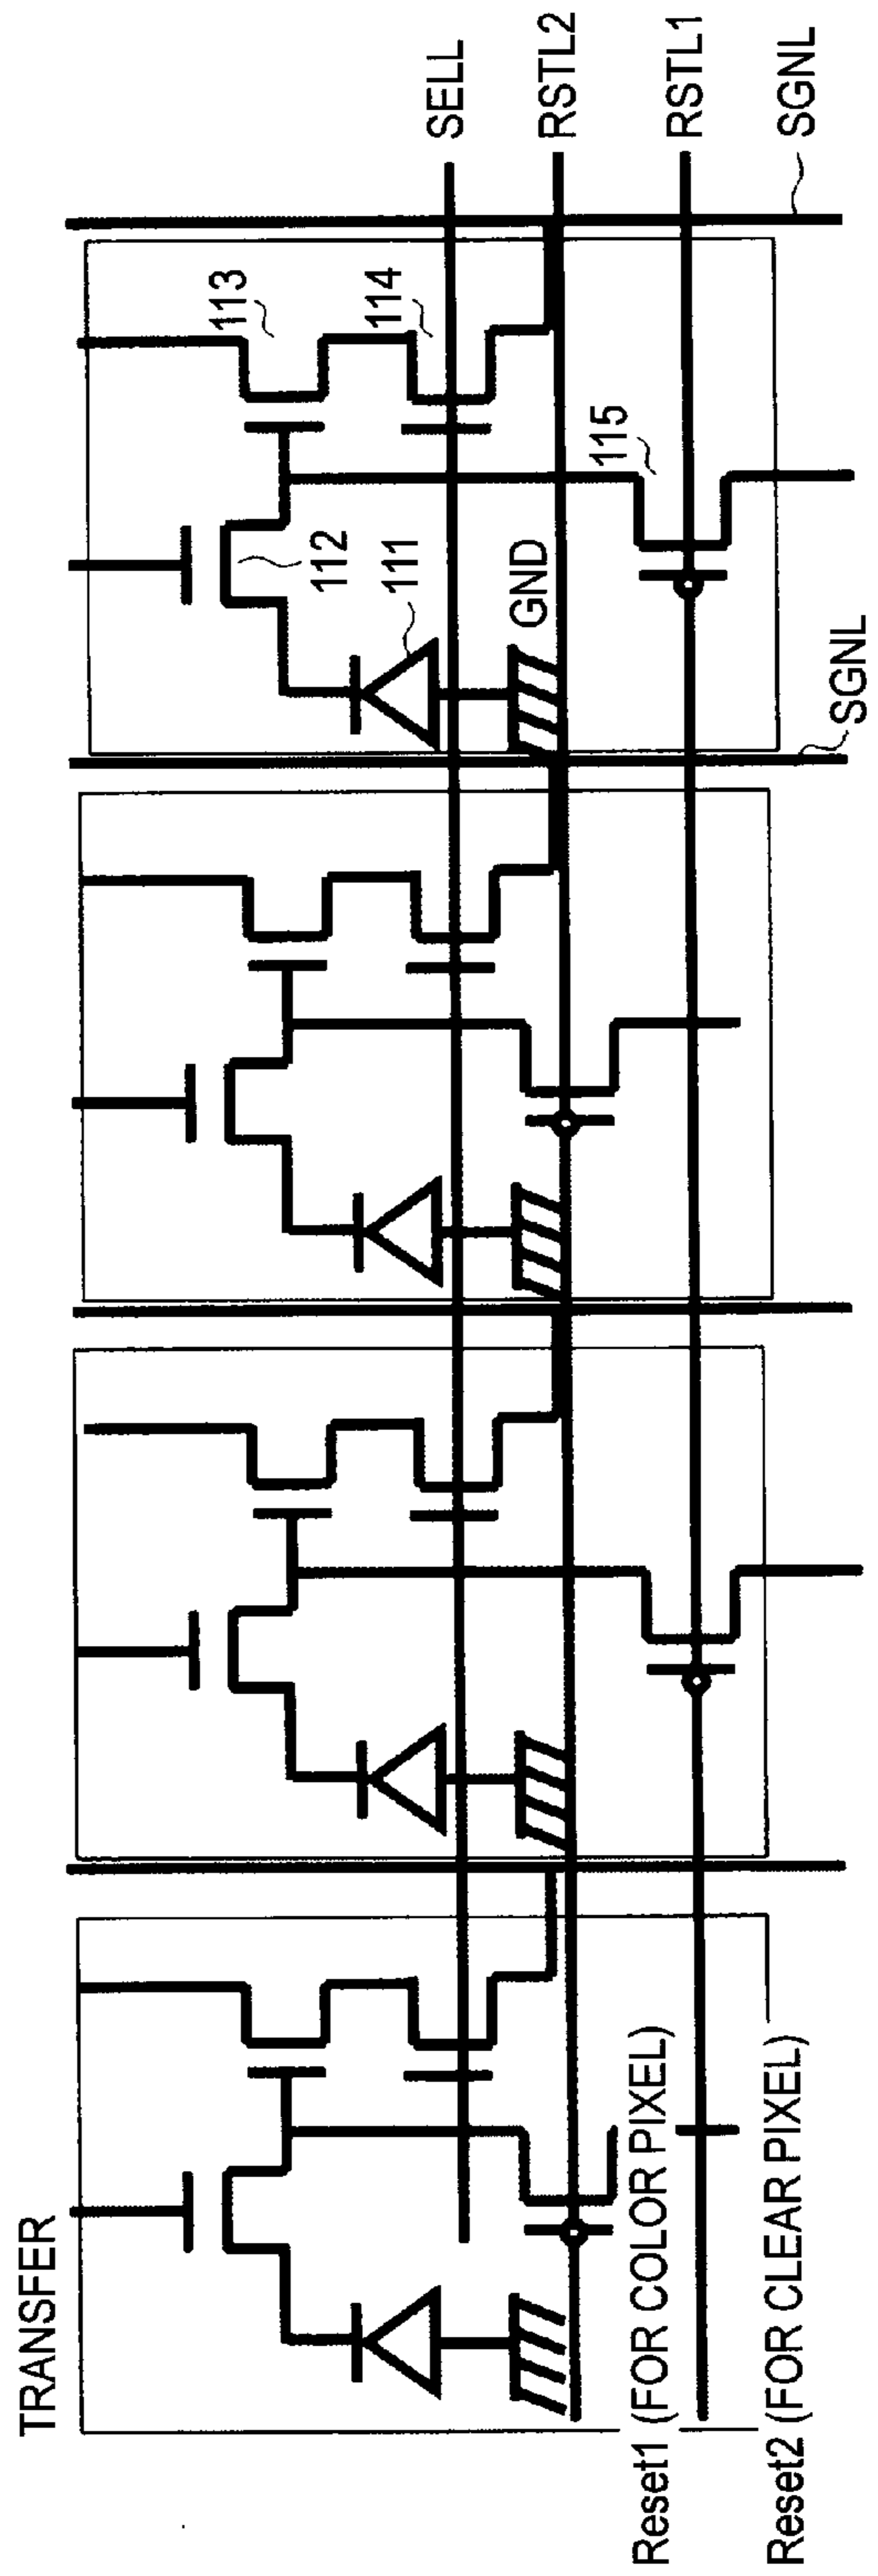 TRANSFER
113
114
112
111
115
GND
SELL
RSTL2
RSTL1
SGNL
SGNL
Reset1 (FOR COLOR PIXEL)
Reset2 (FOR CLEAR PIXEL)